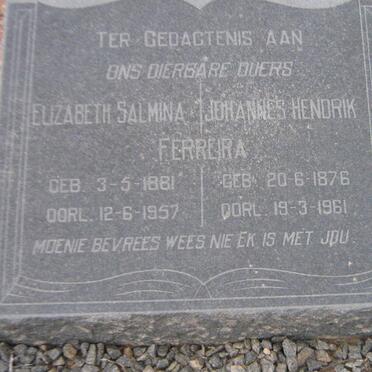 TER GEDAGTENIS AAN
ONS DIERBARE OUERS
ELIZABETH SALMINA JOHANNES HENDRIK
FERREIRA
GEB. 3-5-1881 GEB. 20-6-1876
OORL. 12-6-1957 OORL. 19-3-1961
MOENIE BEVREES WEES NIE EK IS MET JOU